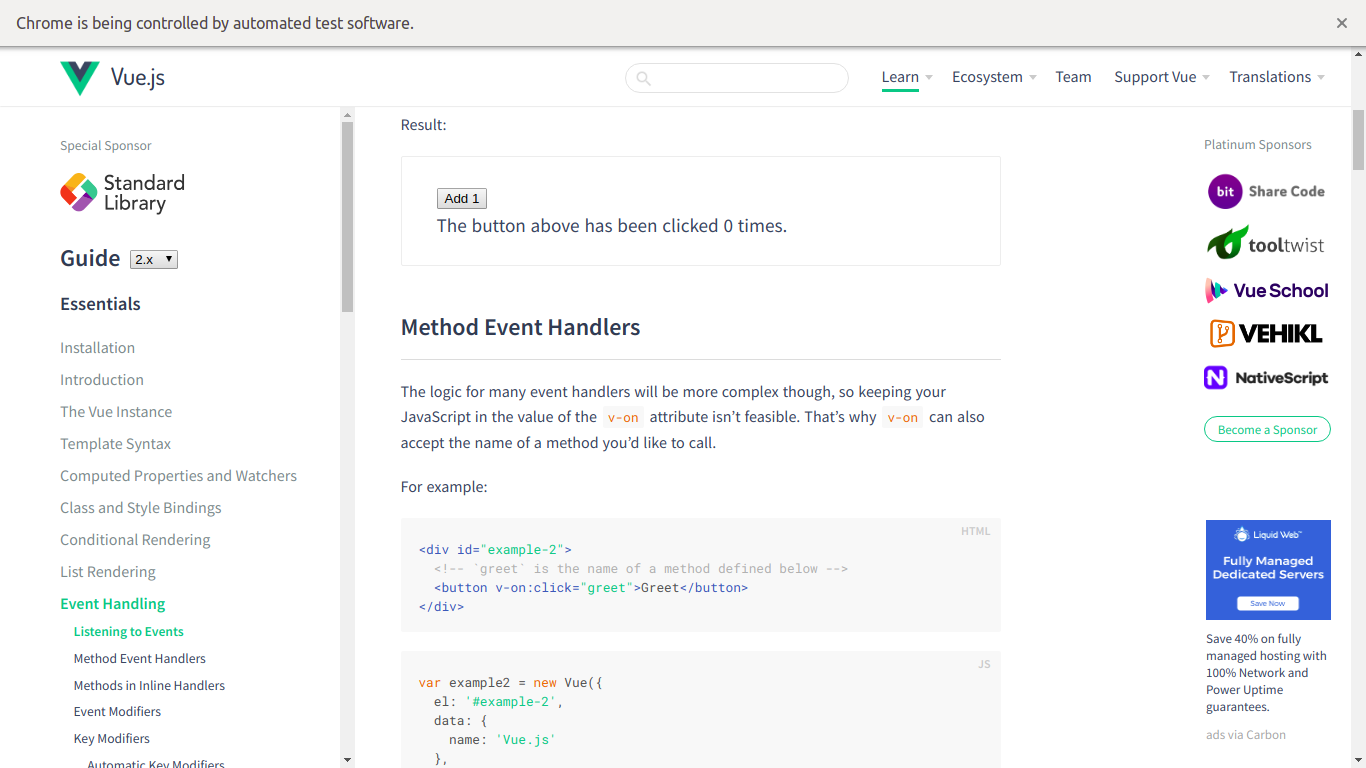 Chrome is being controlled by automated test software.
Vue.js
Learn
Ecosystem
Team
Support Vue
Translations
Special Sponsor
Standard
Library
Guide 2.x
Essentials
Installation
Introduction
The Vue Instance
Template Syntax
Computed Properties and Watchers
Class and Style Bindings
Conditional Rendering
List Rendering
Event Handling
Listening to Events
Method Event Handlers
Methods in Inline Handlers
Event Modifiers
Key Modifiers
Automatic Key Modifiers
Result:
Add 1
The button above has been clicked 0 times.
Method Event Handlers
The logic for many event handlers will be more complex though, so keeping your
JavaScript in the value of the v-on attribute isn’t feasible. That’s why v-on can also
accept the name of a method you’d like to call.
For example:
HTML
<div id="example-2">
  <!-- `greet` is the name of a method defined below -->
  <button v-on:click="greet">Greet</button>
</div>
JS
var example2 = new Vue({
  el: '#example-2',
  data: {
    name: 'Vue.js'
  },
Platinum Sponsors
bit Share Code
tooltwist
Vue School
VEHIKL
NativeScript
Become a Sponsor
Liquid Web
Fully Managed
Dedicated Servers
Save Now
Save 40% on fully
managed hosting with
100% Network and
Power Uptime
guarantees.
ads via Carbon